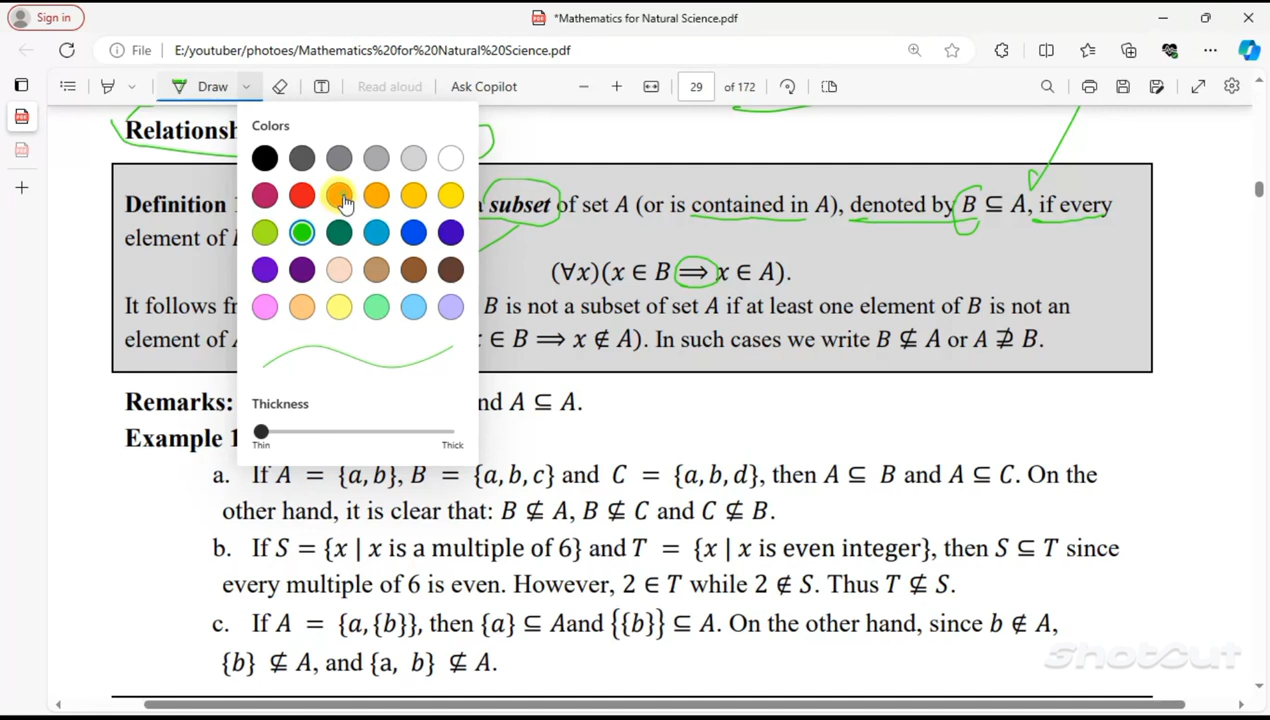 Sign in
*Mathematics for Natural Science.pdf
File E:/youtuber/photoes/Mathematics%20for%20Natural%20Science.pdf
Draw Read aloud Ask Copilot 29 of 172
Colors
Relationsh
Definition 1 subset of set A (or is contained in A), denoted by B ⊆ A, if every
element of
(∀x)(x ∈ B ⟹ x ∈ A).
It follows fr B is not a subset of set A if at least one element of B is not an
element of ∈ B ⟹ x ∉ A). In such cases we write B ⊈ A or A ⊉ B.
Thickness
Thin Thick
Remarks: nd A ⊆ A.
Example 1
a. If A = {a, b}, B = {a, b, c} and C = {a, b, d}, then A ⊆ B and A ⊆ C. On the
other hand, it is clear that: B ⊈ A, B ⊈ C and C ⊈ B.
b. If S = {x | x is a multiple of 6} and T = {x | x is even integer}, then S ⊆ T since
every multiple of 6 is even. However, 2 ∈ T while 2 ∉ S. Thus T ⊈ S.
c. If A = {a, {b}}, then {a} ⊆ Aand {{b}} ⊆ A. On the other hand, since b ∉ A,
{b} ⊈ A, and {a, b} ⊈ A.
Shotcut